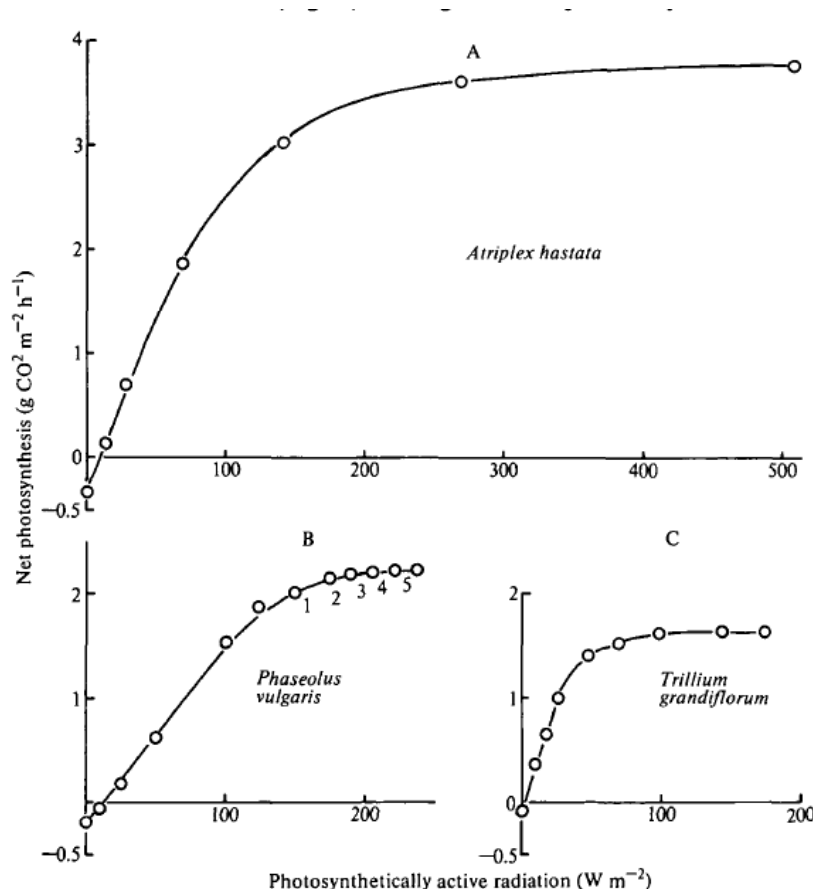 4
A
3
2
Atriplex hastata
1
0
−0.5
100
200
300
400
500
Net photosynthesis (g CO² m⁻² h⁻¹)
B
2
1
1
2
3
4
5
Phaseolus
vulgaris
0
−0.5
100
200
C
2
1
Trillium
grandiflorum
0
−0.5
100
200
Photosynthetically active radiation (W m⁻²)